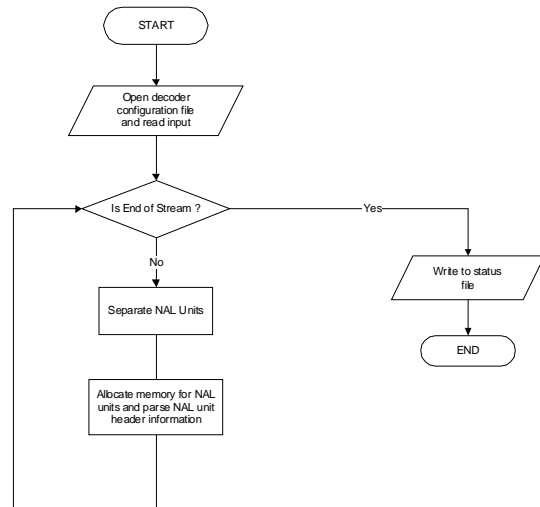 START
Open decoder
configuration file
and read input
Is End of Stream ?
Yes
No
Write to status
file
Separate NAL Units
END
Allocate memory for NAL
units and parse NAL unit
header information